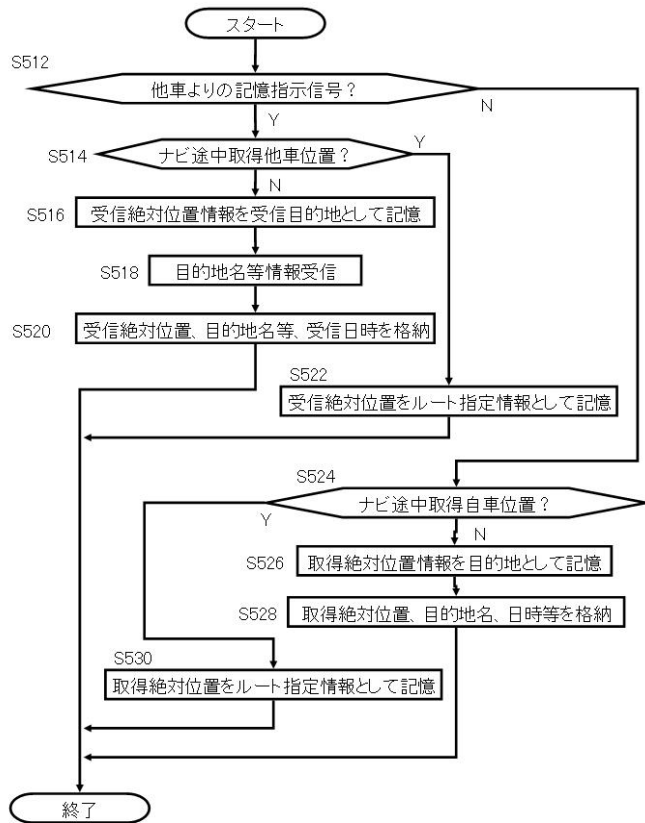 スタート
S512
他車よりの記憶指示信号?
N
Y
S514
ナビ途中取得他車位置?
Y
N
S516
受信絶対位置情報を受信目的地として記憶
S518
目的地名等情報受信
S520
受信絶対位置、目的地名等、受信日時を格納
S522
受信絶対位置をルート指定情報として記憶
S524
ナビ途中取得自車位置?
Y
N
S526
取得絶対位置情報を目的地として記憶
S528
取得絶対位置、目的地名、日時等を格納
S530
取得絶対位置をルート指定情報として記憶
終了